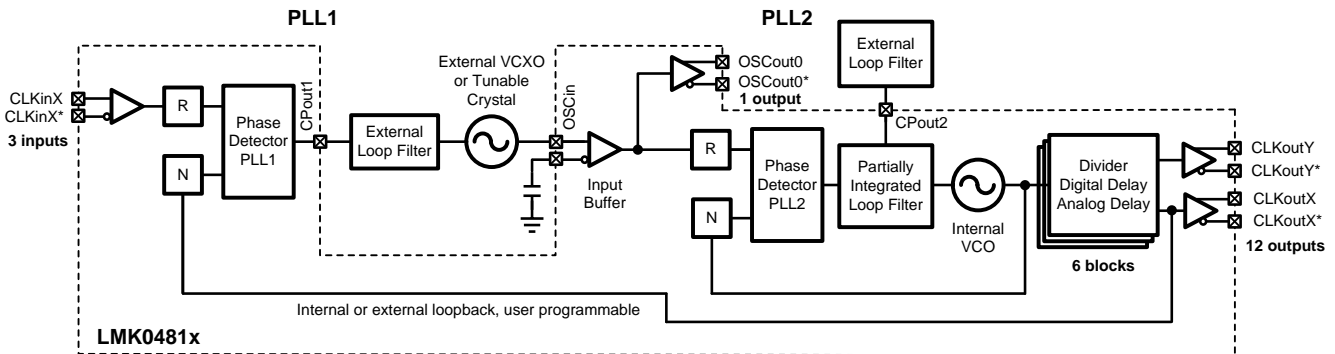 PLL1
PLL2
External VCXO
or Tunable
Crystal
External
Loop Filter
OSCout0
OSCout0*
1 output
CLKinX
CLKinX*
3 inputs
R
N
Phase
Detector
PLL1
CPout1
External
Loop Filter
OSCin
Input
Buffer
R
N
Phase
Detector
PLL2
CPout2
Partially
Integrated
Loop Filter
Internal
VCO
Divider
Digital Delay
Analog Delay
6 blocks
CLKoutY
CLKoutY*
CLKoutX
CLKoutX*
12 outputs
Internal or external loopback, user programmable
LMK0481x